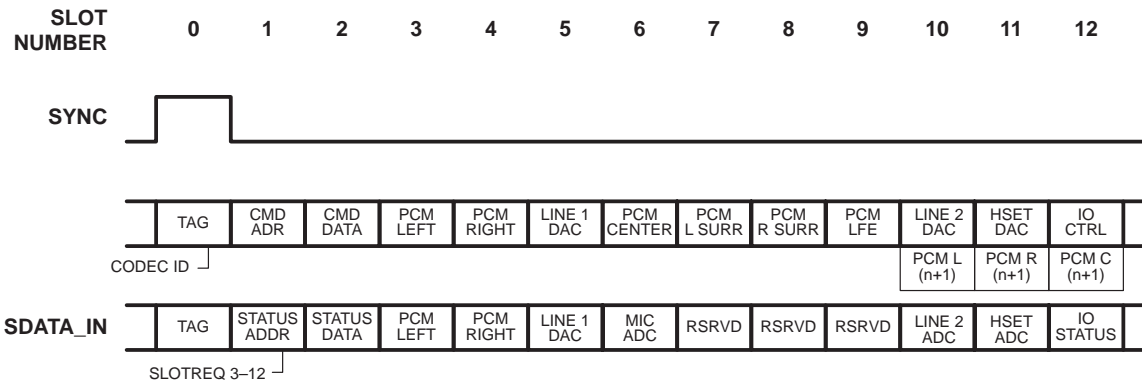 SLOT
NUMBER
0 1 2 3 4 5 6 7 8 9 10 11 12
SYNC
TAG CMD ADR CMD DATA PCM LEFT PCM RIGHT LINE 1 DAC PCM CENTER PCM L SURR PCM R SURR PCM LFE LINE 2 DAC HSET DAC IO CTRL
CODEC ID
PCM L (n+1) PCM R (n+1) PCM C (n+1)
SDATA_IN
TAG STATUS ADDR STATUS DATA PCM LEFT PCM RIGHT LINE 1 DAC MIC ADC RSRVD RSRVD RSRVD LINE 2 ADC HSET ADC IO STATUS
SLOTREQ 3–12